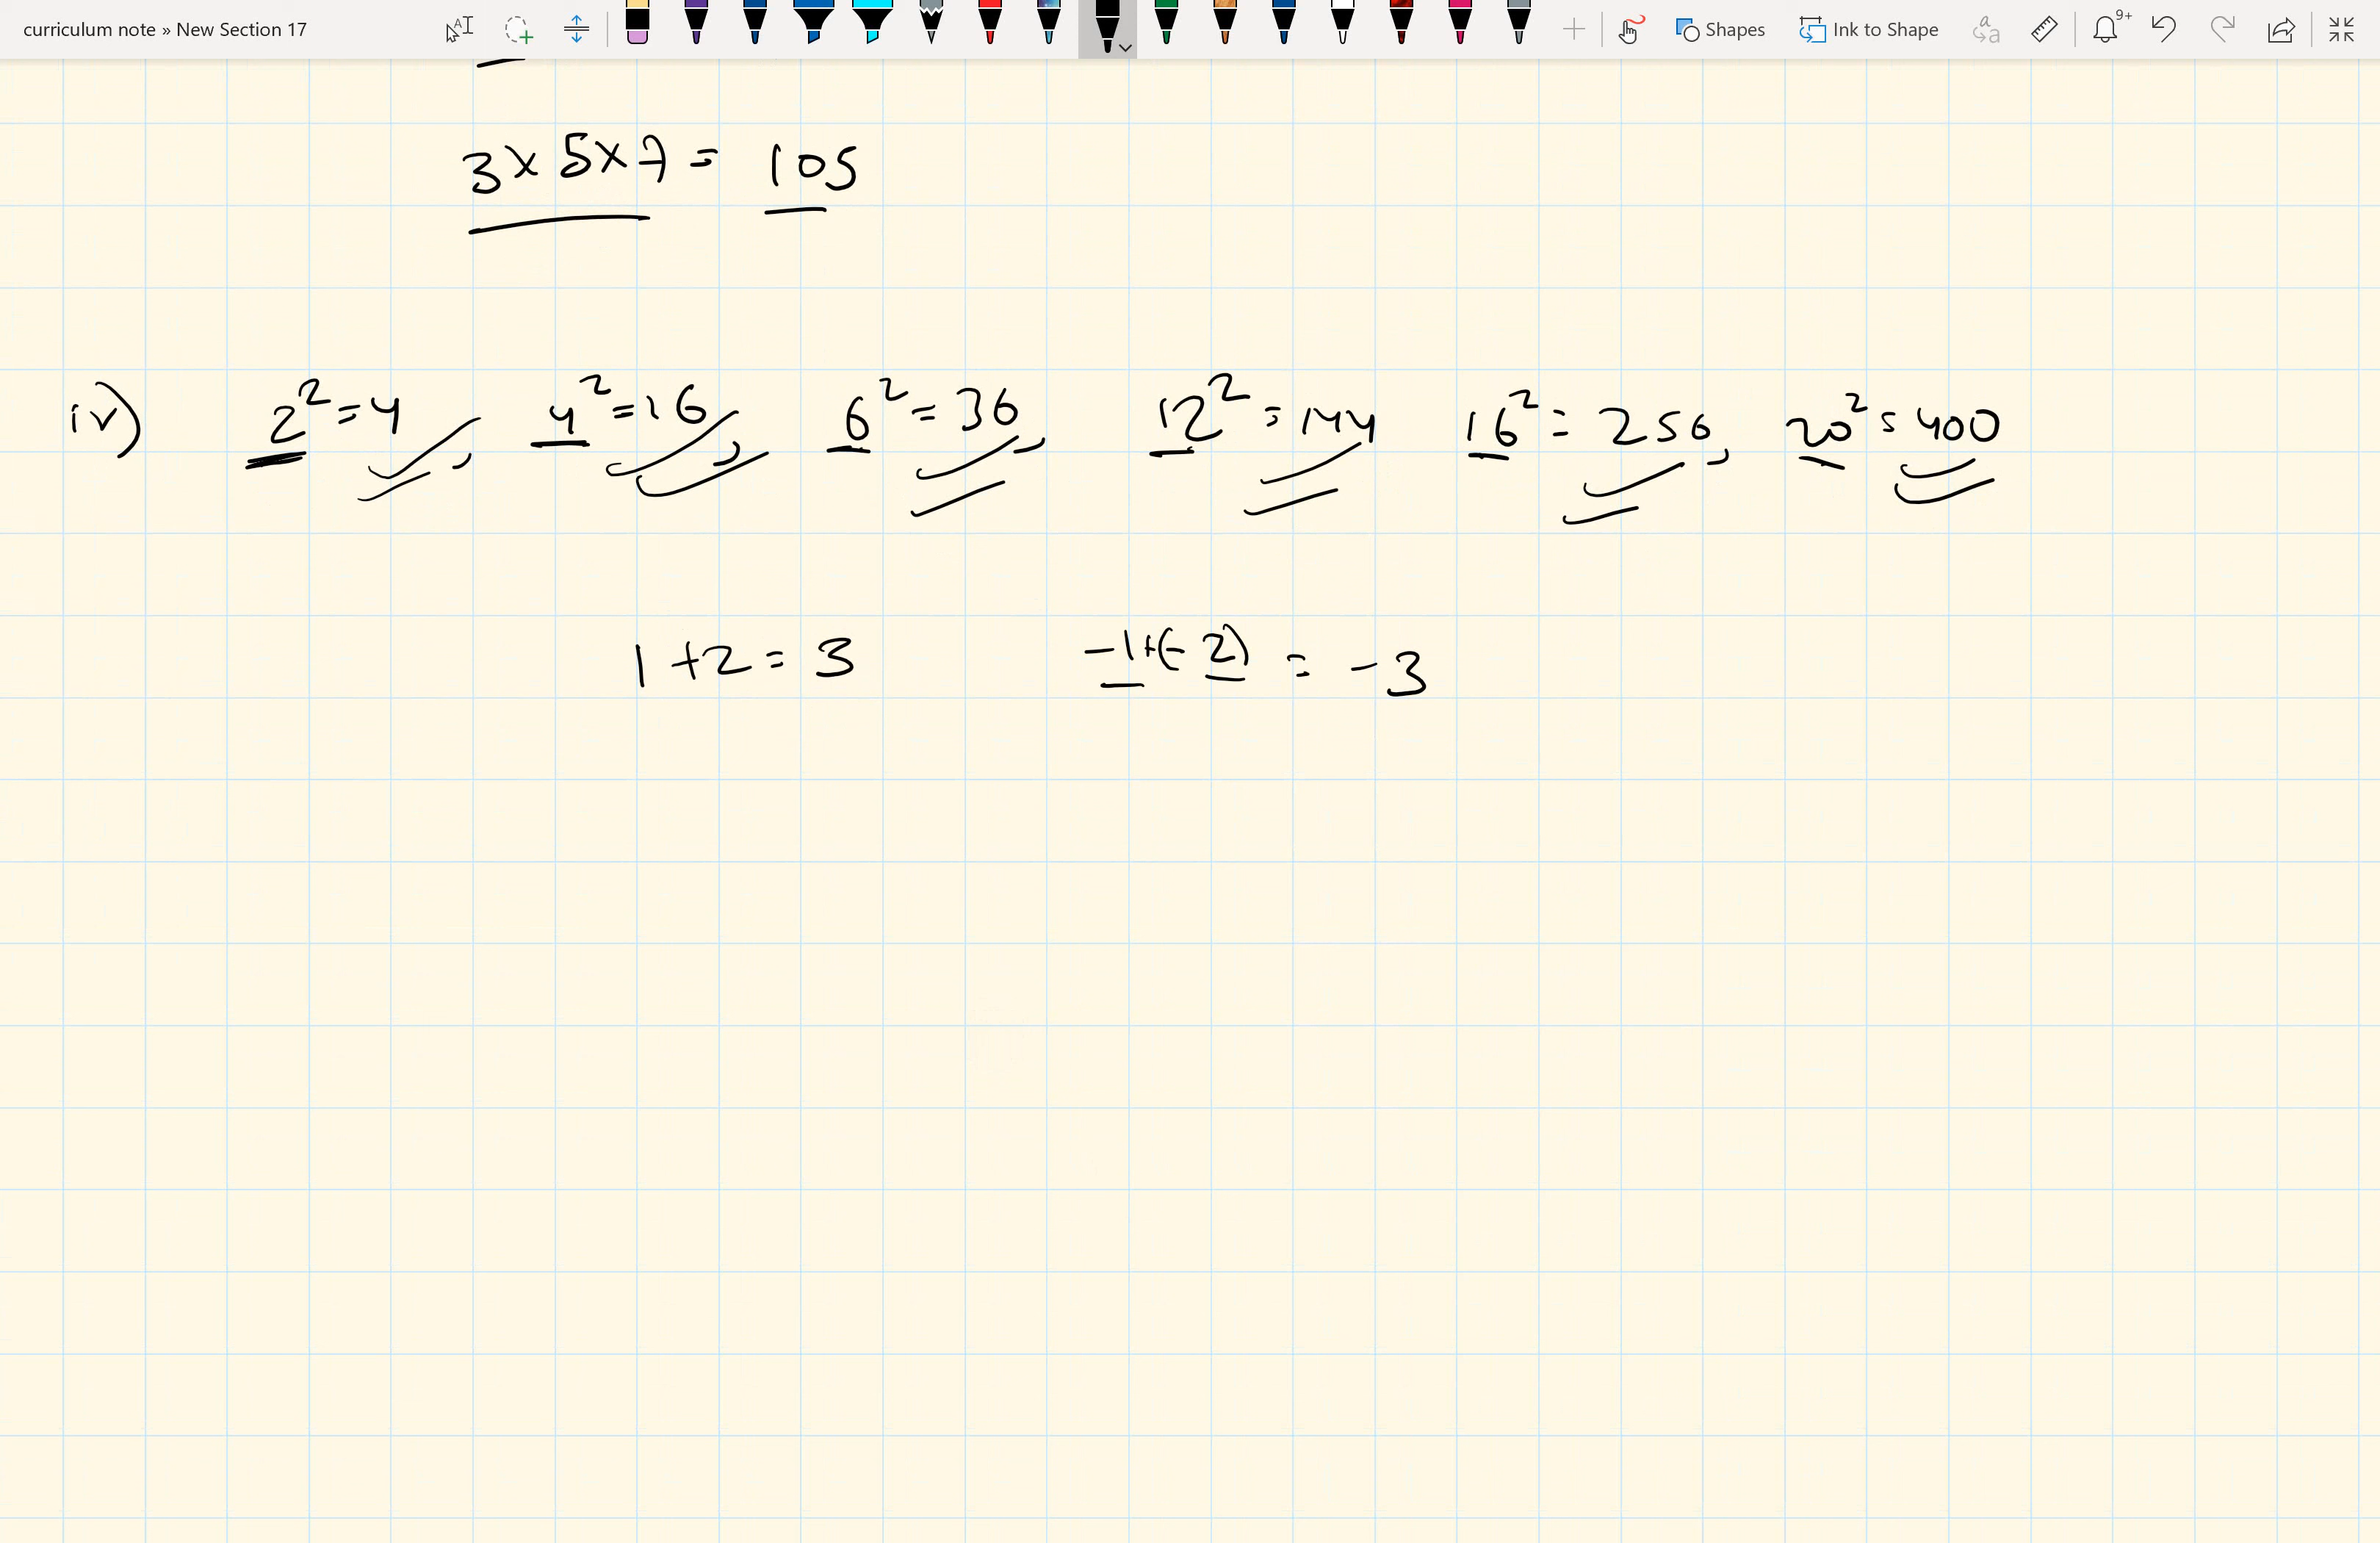 curriculum note » New Section 17 Shapes Ink to Shape 9+
3 × 5 × 7 = 105
iv) 2² = 4, 4² = 16, 6² = 36, 12² = 144 16² = 256, 20² = 400
1 + 2 = 3 -1+(-2) = -3